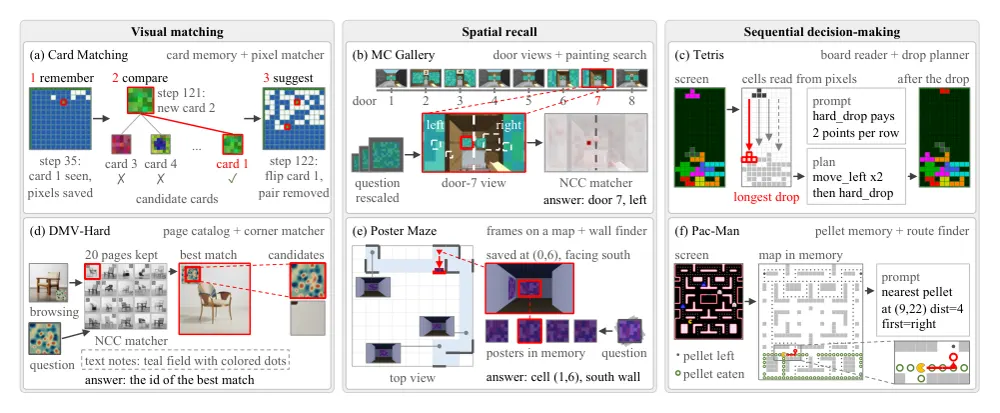 Visual matching
(a) Card Matching
card memory + pixel matcher
1 remember
2 compare
3 suggest
step 121:
new card 2
step 35:
card 1 seen,
pixels saved
card 3
card 4
...
card 1
✗
✗
✓
candidate cards
step 122:
flip card 1,
pair removed
(d) DMV-Hard
page catalog + corner matcher
20 pages kept
best match
candidates
browsing
NCC matcher
question
text notes: teal field with colored dots
answer: the id of the best match
Spatial recall
(b) MC Gallery
door views + painting search
door
1
2
3
4
5
6
7
8
left
right
question
rescaled
door-7 view
NCC matcher
answer: door 7, left
(e) Poster Maze
frames on a map + wall finder
saved at (0,6), facing south
posters in memory
question
top view
answer: cell (1,6), south wall
Sequential decision-making
(c) Tetris
board reader + drop planner
screen
cells read from pixels
after the drop
prompt
hard_drop pays
2 points per row
plan
move_left x2
then hard_drop
longest drop
(f) Pac-Man
pellet memory + route finder
screen
map in memory
prompt
nearest pellet
at (9,22) dist=4
first=right
pellet left
pellet eaten